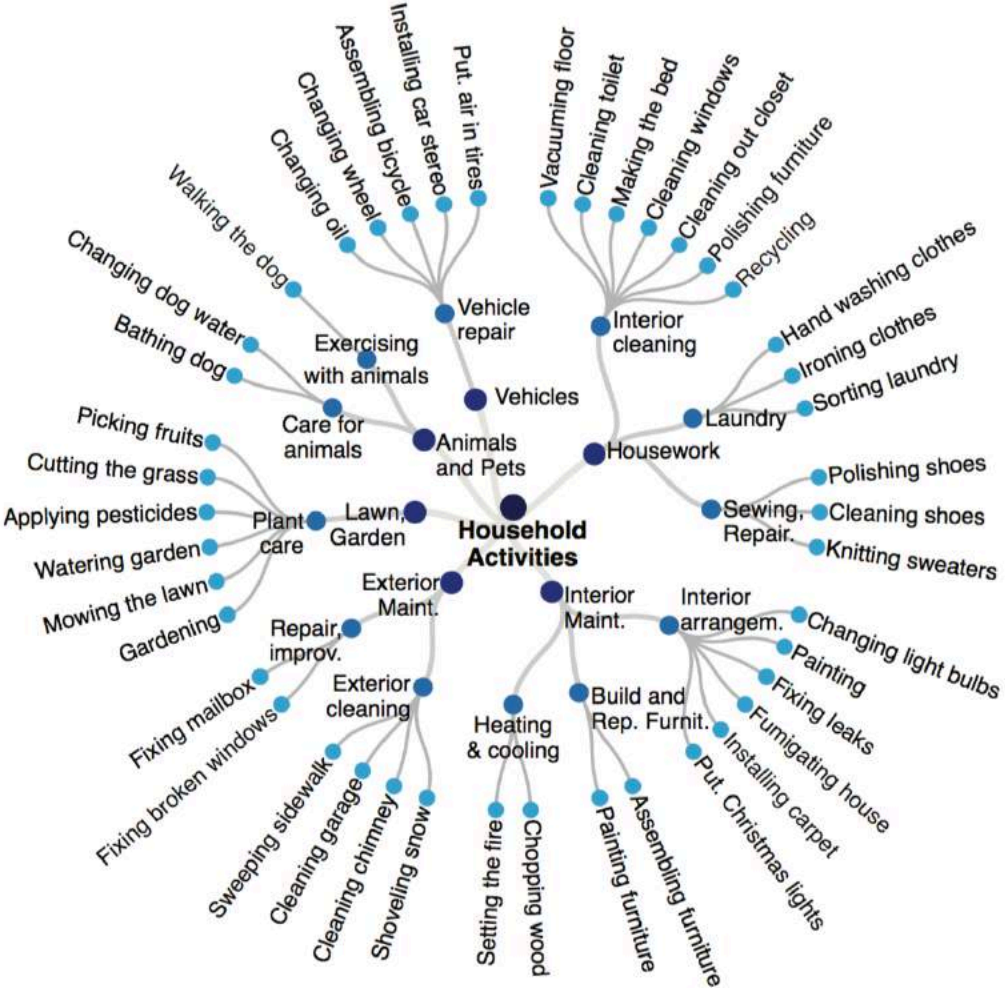 Household
Activities
Vehicles
Vehicle
repair
Changing oil
Changing wheel
Assembling bicycle
Installing car stereo
Put. air in tires
Housework
Interior
cleaning
Vacuuming floor
Cleaning toilet
Making the bed
Cleaning windows
Cleaning out closet
Polishing furniture
Recycling
Laundry
Hand washing clothes
Ironing clothes
Sorting laundry
Sewing,
Repair.
Polishing shoes
Cleaning shoes
Knitting sweaters
Interior
Maint.
Interior
arrangem.
Changing light bulbs
Painting
Fixing leaks
Fumigating house
Installing carpet
Put. Christmas lights
Build and
Rep. Furnit.
Assembling furniture
Painting furniture
Heating
& cooling
Chopping wood
Setting the fire
Exterior
Maint.
Exterior
cleaning
Shoveling snow
Cleaning chimney
Cleaning garage
Sweeping sidewalk
Repair,
improv.
Fixing broken windows
Fixing mailbox
Lawn,
Garden
Plant
care
Gardening
Mowing the lawn
Watering garden
Applying pesticides
Cutting the grass
Picking fruits
Animals
and Pets
Care for
animals
Bathing dog
Changing dog water
Exercising
with animals
Walking the dog